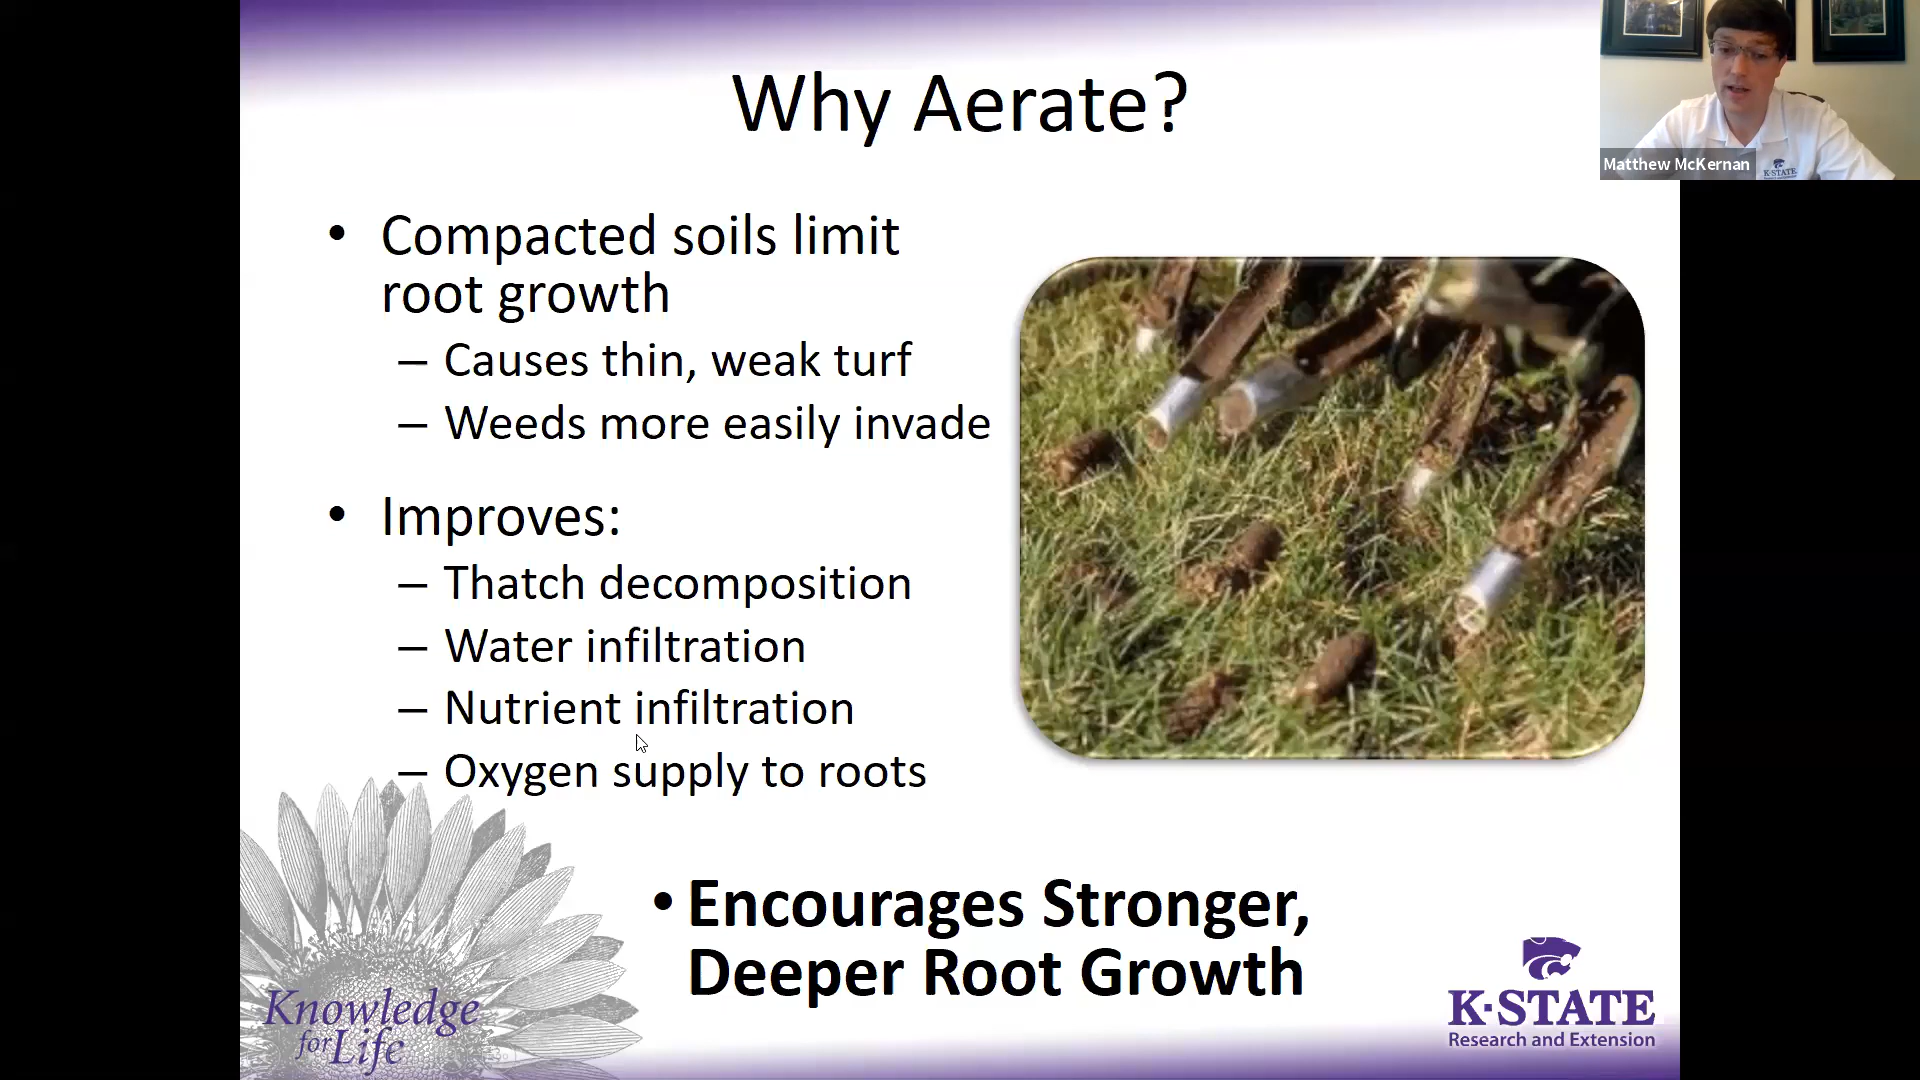 Why Aerate?
Matthew McKernan
K-STATE
• Compacted soils limit
root growth
– Causes thin, weak turf
– Weeds more easily invade
• Improves:
– Thatch decomposition
– Water infiltration
– Nutrient infiltration
– Oxygen supply to roots
• Encourages Stronger,
Deeper Root Growth
Knowledge
for Life
K-STATE
Research and Extension